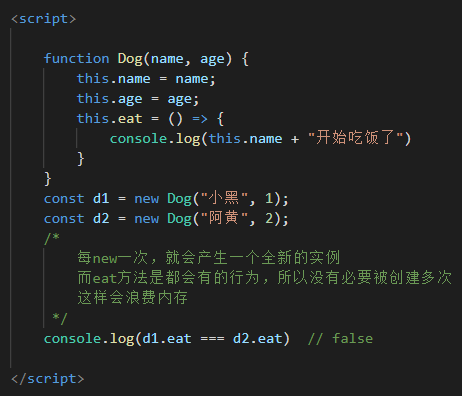 <script>
function Dog(name, age) {
this.name = name;
this.age = age;
this.eat = () => {
console.log(this.name + "开始吃饭了")
}
}
const d1 = new Dog("小黑", 1);
const d2 = new Dog("阿黄", 2);
/*
每new一次，就会产生一个全新的实例
而eat方法是都会有的行为，所以没有必要被创建多次
这样会浪费内存
*/
console.log(d1.eat === d2.eat)  // false
</script>